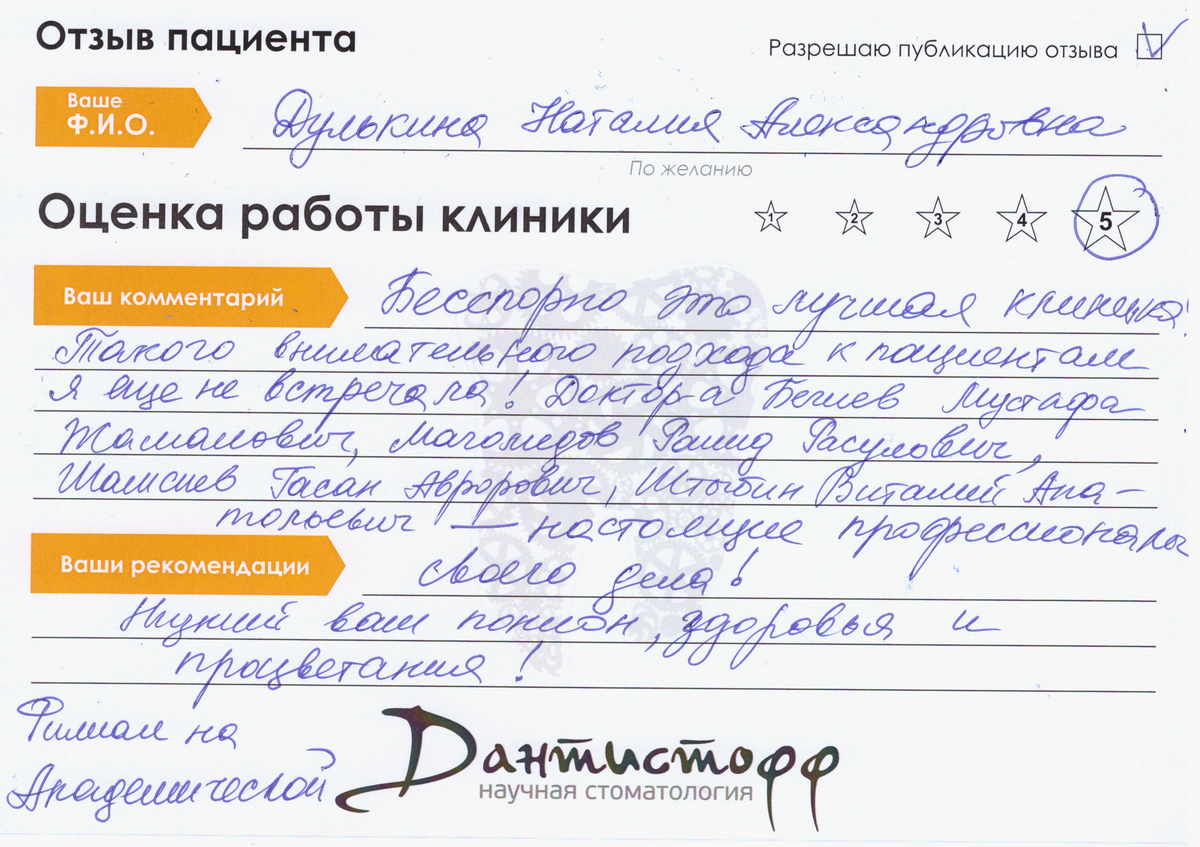 Отзыв пациента
Разрешаю публикацию отзыва
Ваше
Ф.И.О.
Дулькина Наталия Александровна
По желанию
Оценка работы клиники
1 2 3 4 5
Ваш комментарий
Бесспорно это лучшая клиника!
Такого внимательного подхода к пациентам
я еще не встречала! Доктор-а Бегиев Мустафа
Жамалович, Магомедов Рашид Расулович,
Шамсиев Гасан Аврорович, Штыбин Виталий Ана-
тольевич — настоящие профессионалы
Ваши рекомендации
своего дела!
Низкий вам поклон, здоровья и
процветания!
Филиал на
Академической
Дантистофф
научная стоматология